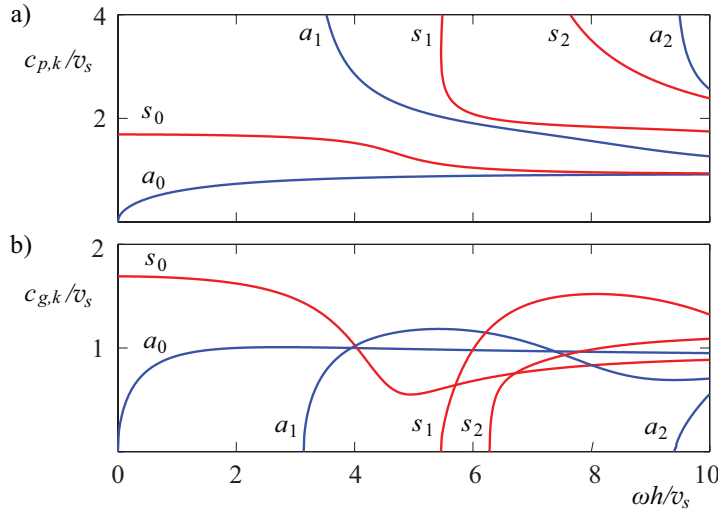 a)
4
c_{p,k}/v_s
2
a_1
s_1
s_2
a_2
s_0
a_0
b)
2
c_{g,k}/v_s
1
s_0
a_0
a_1
s_1
s_2
a_2
0 2 4 6 8 10
ωh/v_s